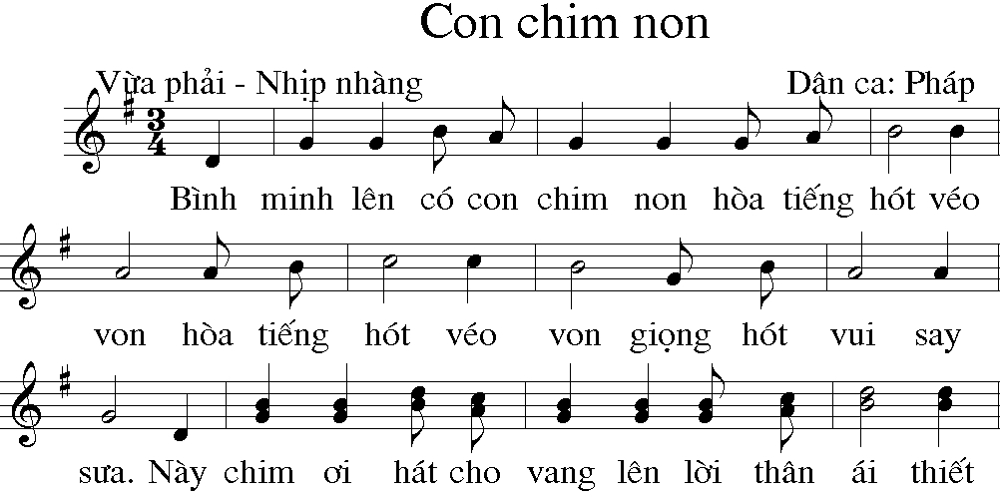 Con chim non
Vừa phải - Nhịp nhàng Dân ca: Pháp
3
4
Bình minh lên có con chim non hòa tiếng hót véo
von hòa tiếng hót véo von giọng hót vui say
sưa. Này chim ơi hát cho vang lên lời thân ái thiết